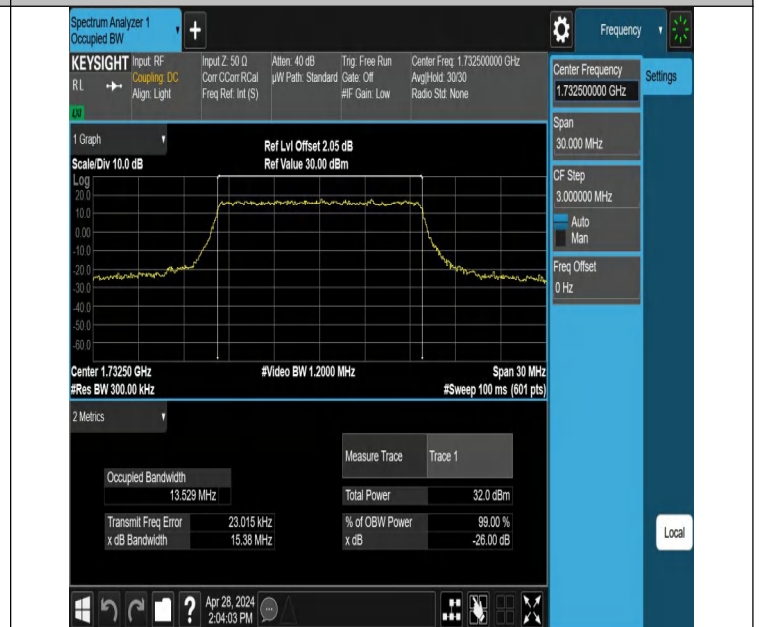 Spectrum Analyzer 1
Occupied BW
+
Frequency
KEYSIGHT
RL
LXI
Input: RF
Coupling: DC
Align: Light
Input Z: 50 Ω
Corr CCorr RCal
Freq Ref: Int (S)
Atten: 40 dB
µW Path: Standard
Trig: Free Run
Gate: Off
#IF Gain: Low
Center Freq: 1.732500000 GHz
Avg|Hold: 30/30
Radio Std: None
Center Frequency
1.732500000 GHz
Settings
Span
30.000 MHz
CF Step
3.000000 MHz
Auto
Man
Freq Offset
0 Hz
Local
1 Graph
Scale/Div 10.0 dB
Ref Lvl Offset 2.05 dB
Ref Value 30.00 dBm
Log
20.0
10.0
0.00
-10.0
-20.0
-30.0
-40.0
-50.0
-60.0
Center 1.73250 GHz
#Video BW 1.2000 MHz
Span 30 MHz
#Res BW 300.00 kHz
#Sweep 100 ms (601 pts)
2 Metrics
Measure Trace Trace 1
Occupied Bandwidth
13.529 MHz
Total Power 32.0 dBm
Transmit Freq Error 23.015 kHz
% of OBW Power 99.00 %
x dB Bandwidth 15.38 MHz
x dB -26.00 dB
?
Apr 28, 2024
2:04:03 PM